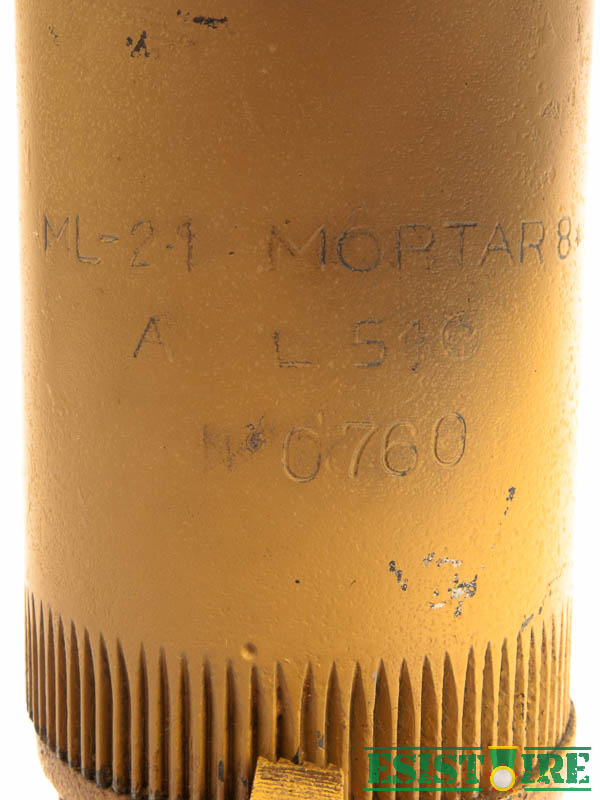 ML-21 MORTAR 8
A L 51
N° 0760
ESISTOIRE